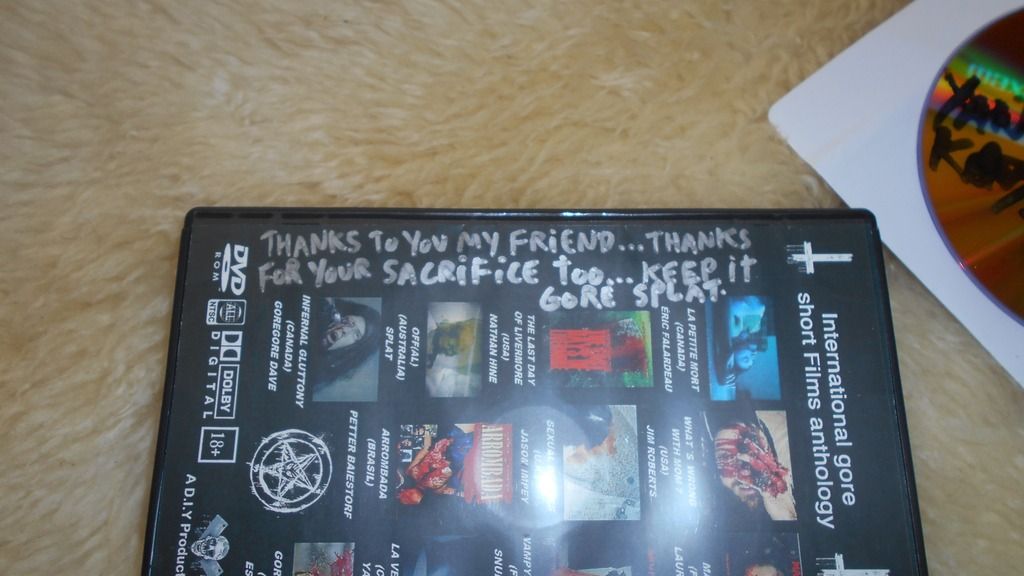 THANKS TO YOU MY FRIEND...THANKS
FOR YOUR SACRIFICE TOO...KEEP IT
GORE SPLAT.
International gore
short Films anthology
LA PETITE MORT
(CANADA)
ERIC FALARDEAU
THE LAST DAY
OF LIVERMORE
(USA)
NATHAN HINE
OFFIAL
(AUSTRALIA)
SPLAT
INFERNAL GLUTTONY
(CANADA)
GOREGORE DAVE
WHAT'S WRONG
WITH MOM?
(USA)
JIM ROBERTS
JASON IMPEY
ARROMBADA
(BRASIL)
PETTER BAIESTORF
DVD
ROM
ALL
NTSC
DOLBY
DIGITAL
18+
A D.I.Y